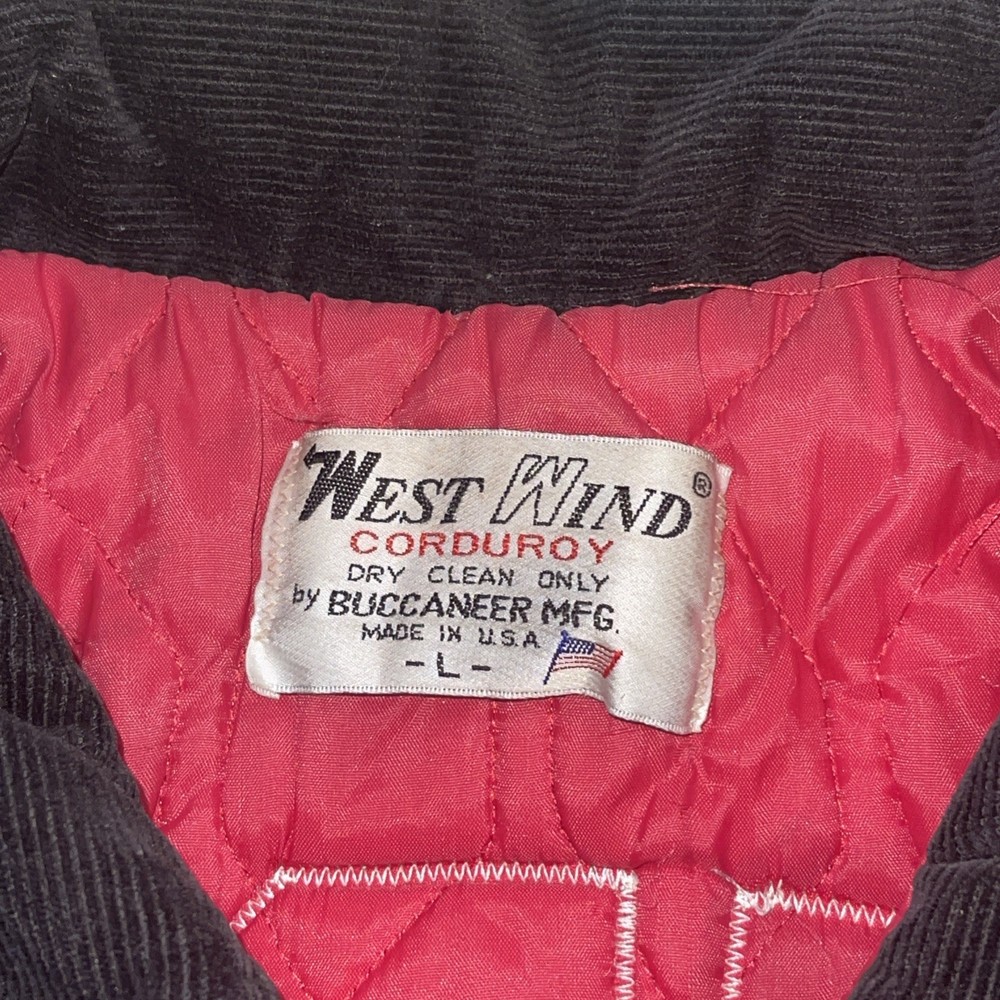 WEST WIND®
CORDUROY
DRY CLEAN ONLY
by BUCCANEER MFG.
MADE IN U.S.A
-L-